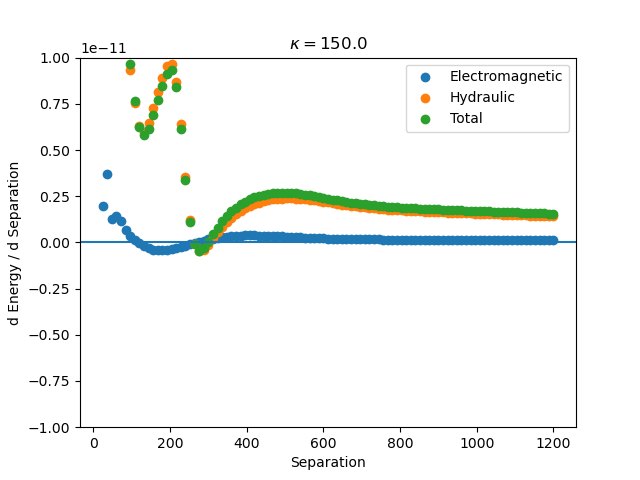 κ = 150.0
1e−11
Electromagnetic
Hydraulic
Total
d Energy / d Separation
1.00
0.75
0.50
0.25
0.00
−0.25
−0.50
−0.75
−1.00
0 200 400 600 800 1000 1200
Separation